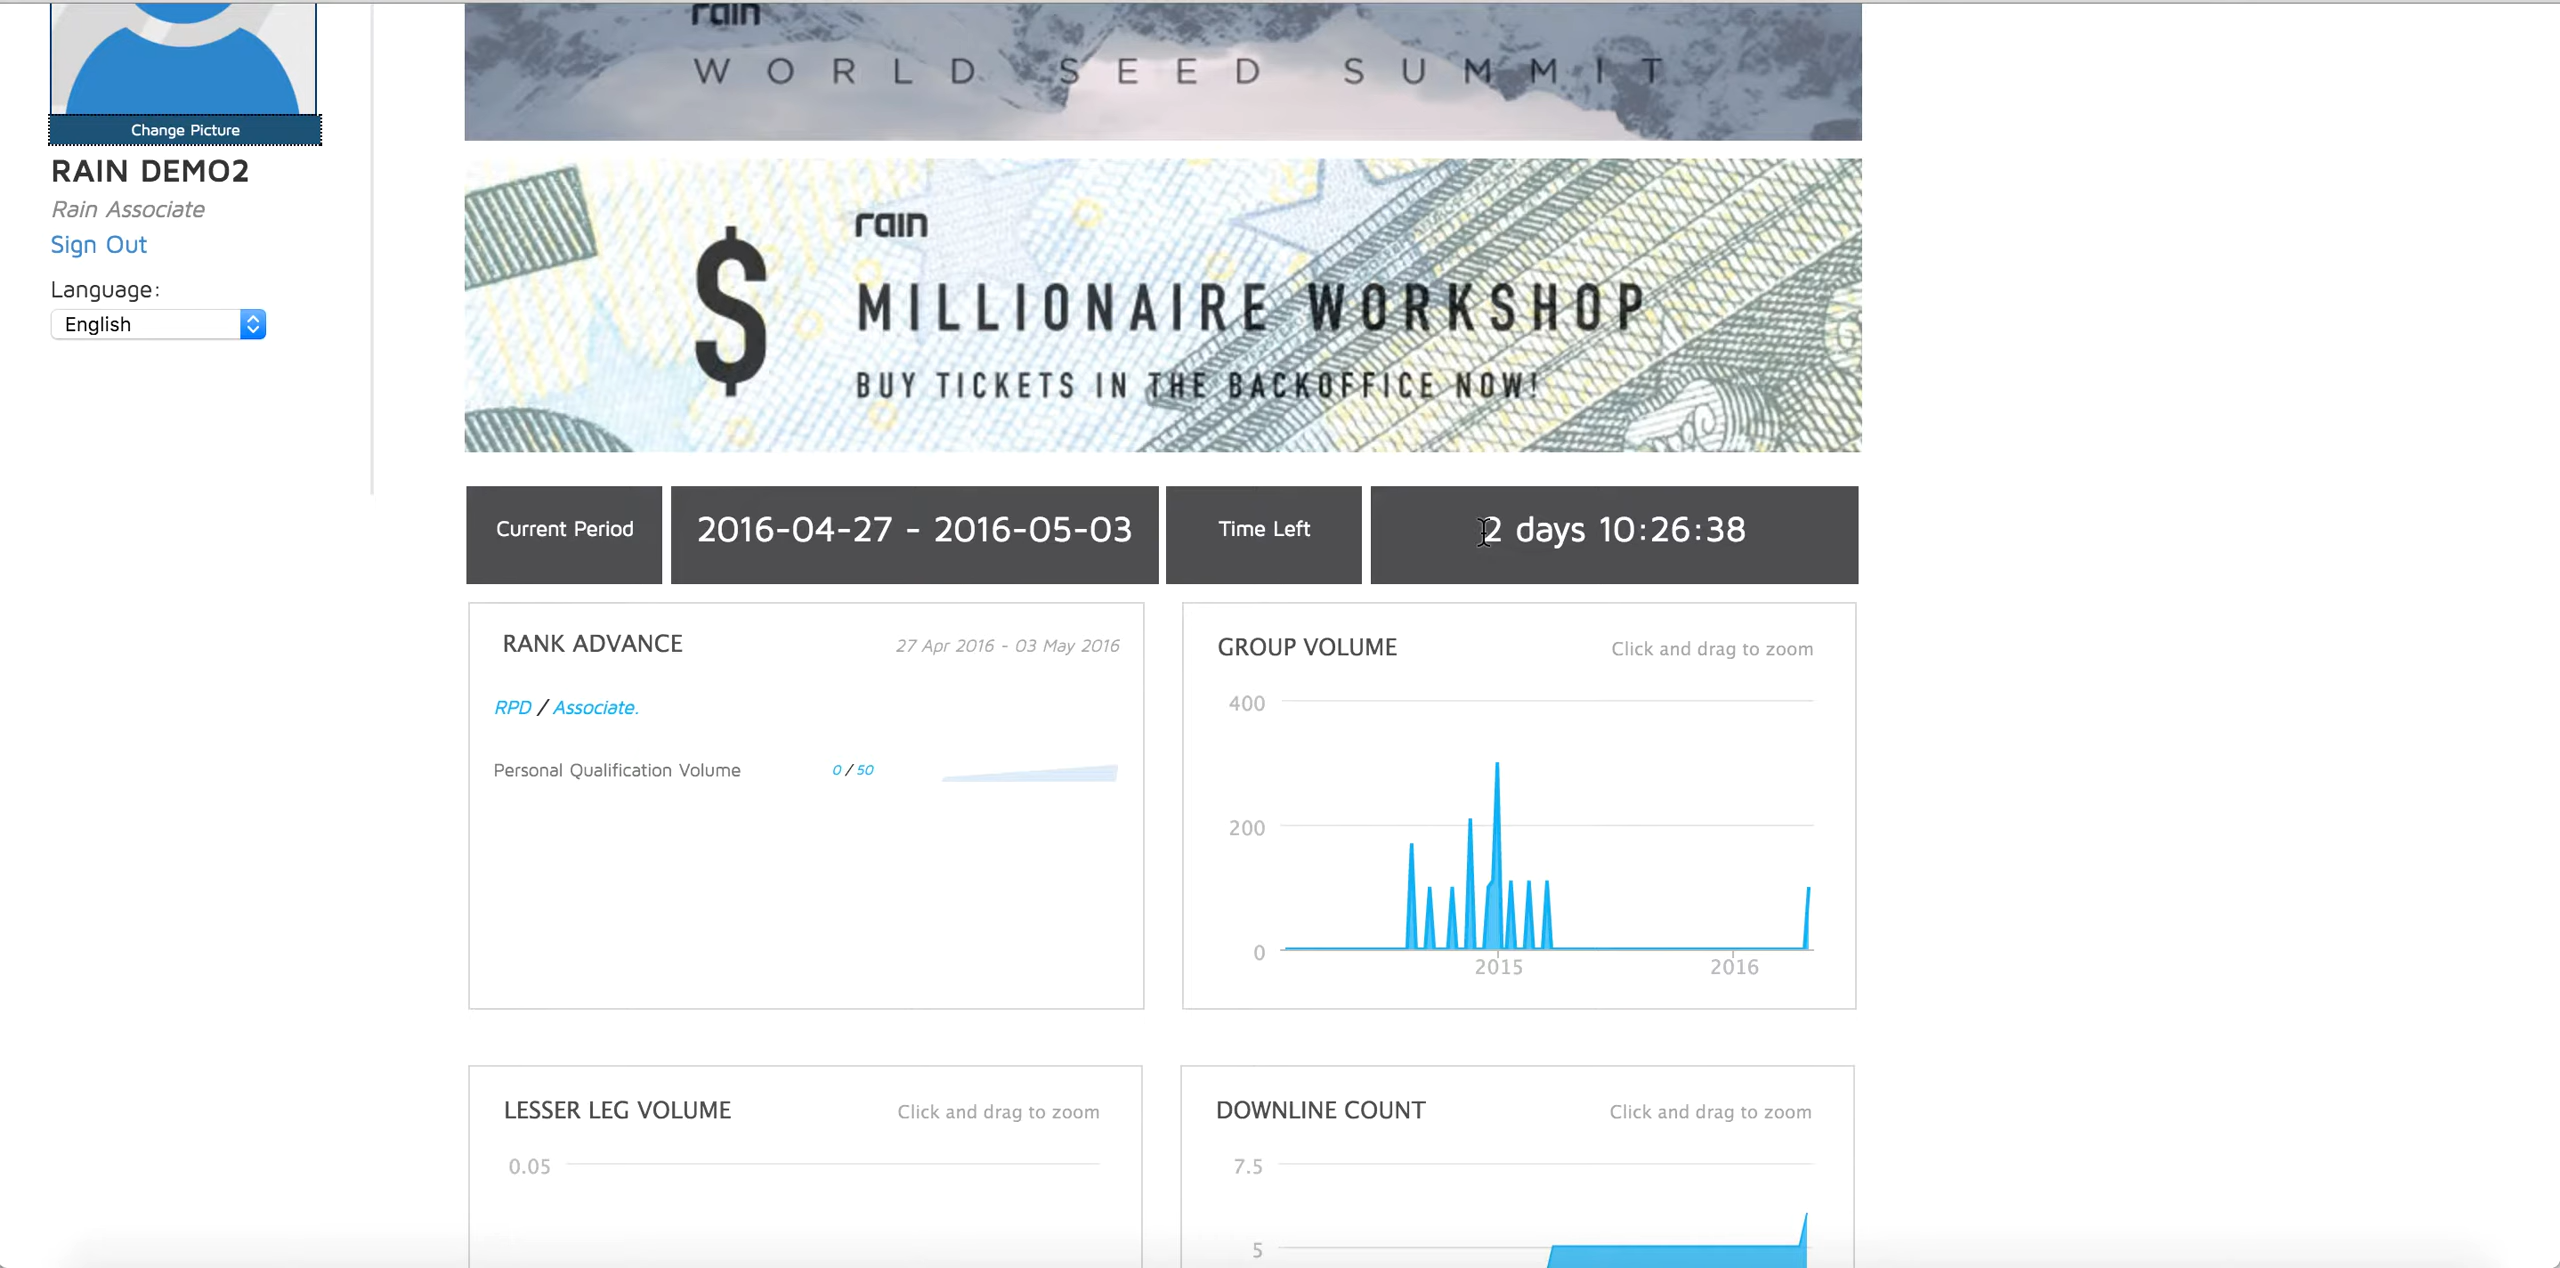 rain
WORLD SEED SUMMIT
Change Picture
RAIN DEMO2
Rain Associate
Sign Out
Language:
English
$
rain
MILLIONAIRE WORKSHOP
BUY TICKETS IN THE BACKOFFICE NOW!
Current Period
2016-04-27 - 2016-05-03
Time Left
2 days 10:26:38
RANK ADVANCE
27 Apr 2016 - 03 May 2016
RPD / Associate.
Personal Qualification Volume
0 / 50
GROUP VOLUME
Click and drag to zoom
400
200
0
2015
2016
LESSER LEG VOLUME
Click and drag to zoom
0.05
DOWNLINE COUNT
Click and drag to zoom
7.5
5